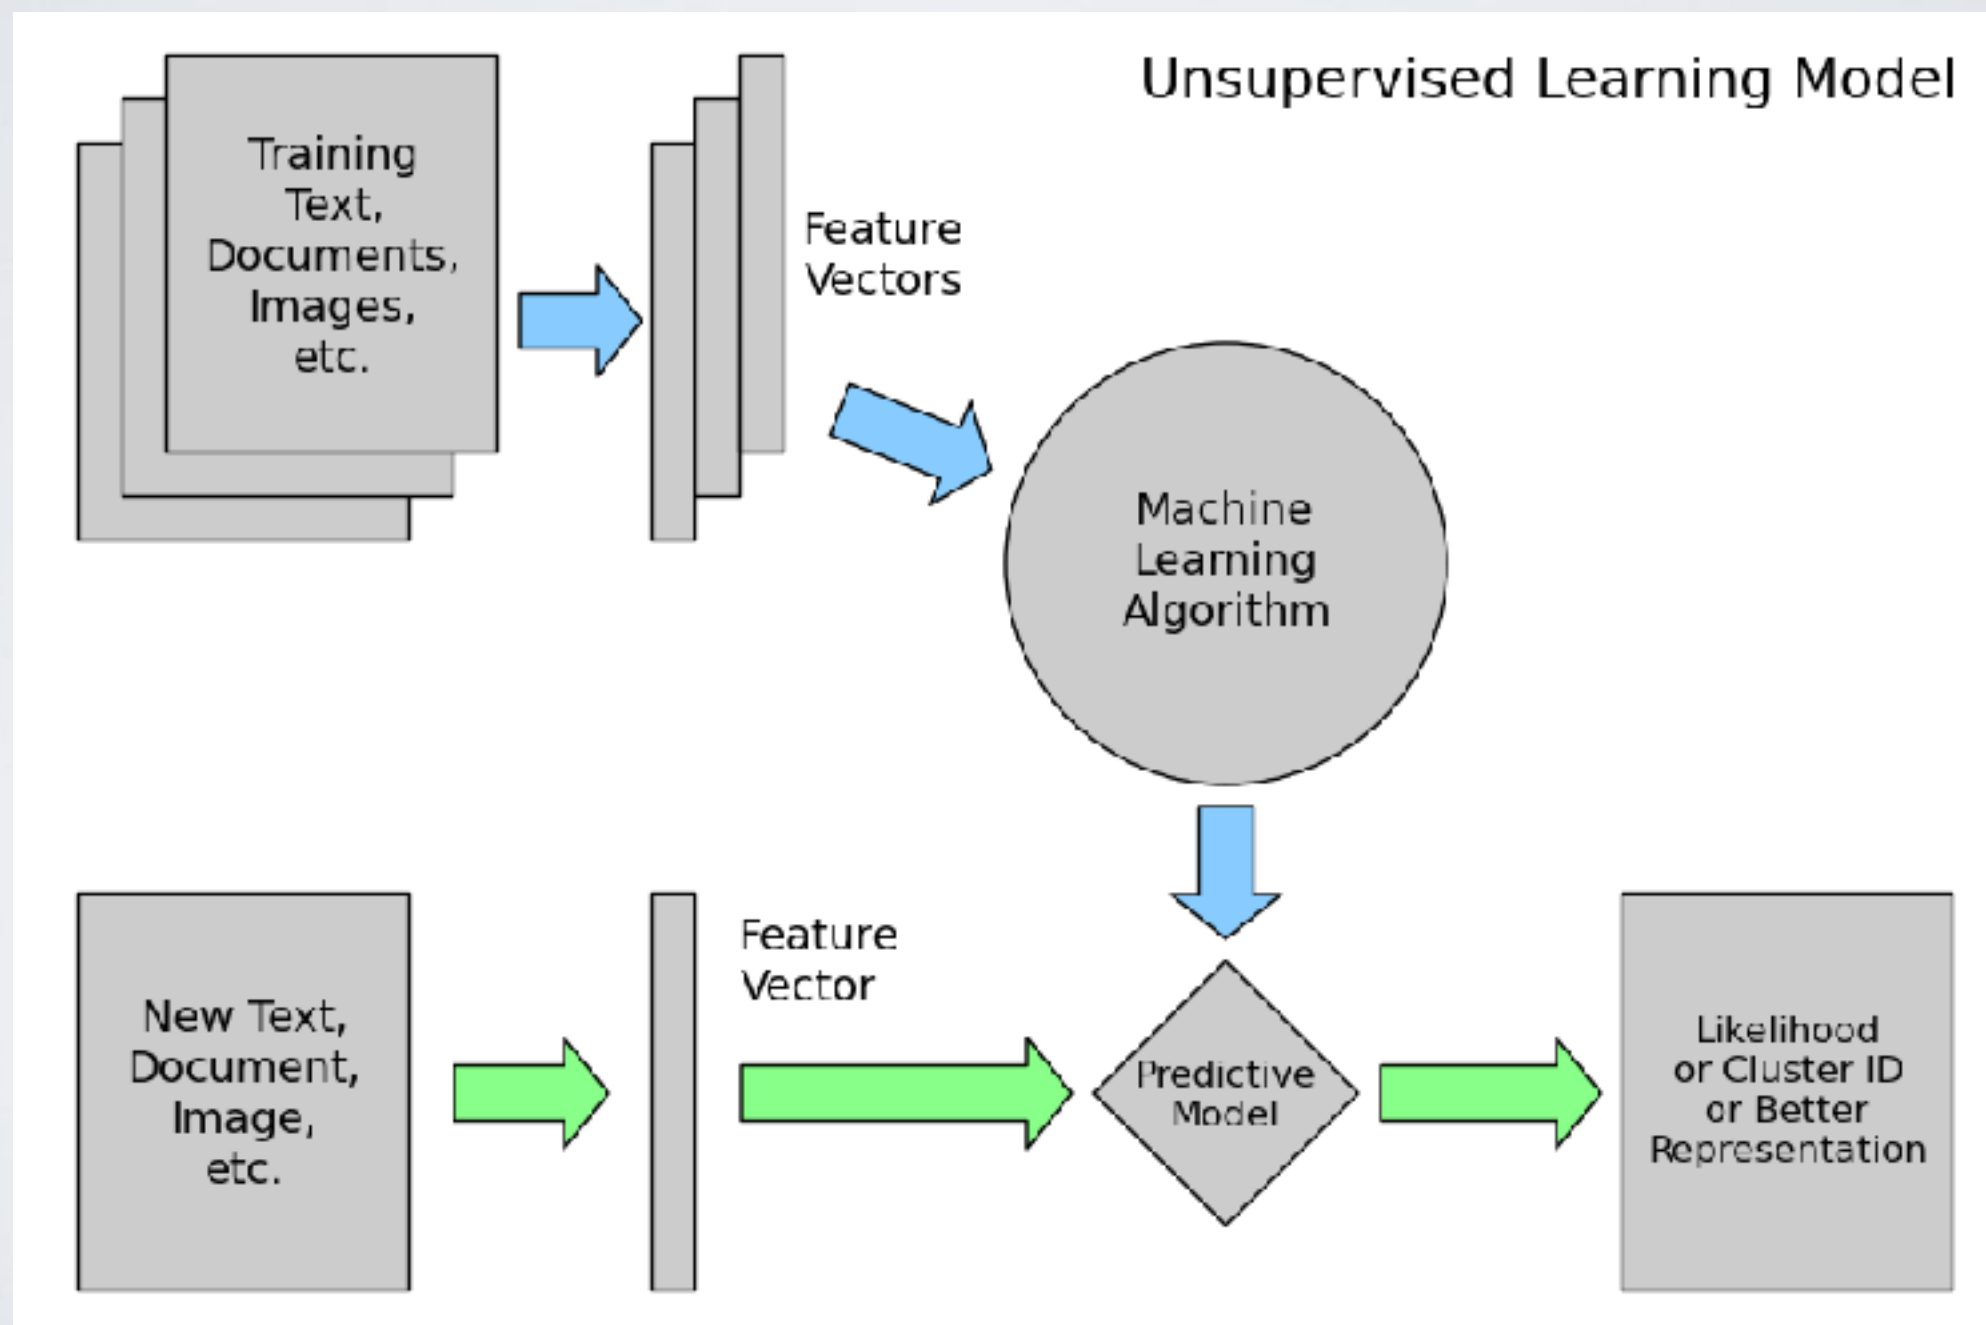 Unsupervised Learning Model
Training
Text,
Documents,
Images,
etc.
Feature
Vectors
Machine
Learning
Algorithm
New Text,
Document,
Image,
etc.
Feature
Vector
Predictive
Model
Likelihood
or Cluster ID
or Better
Representation